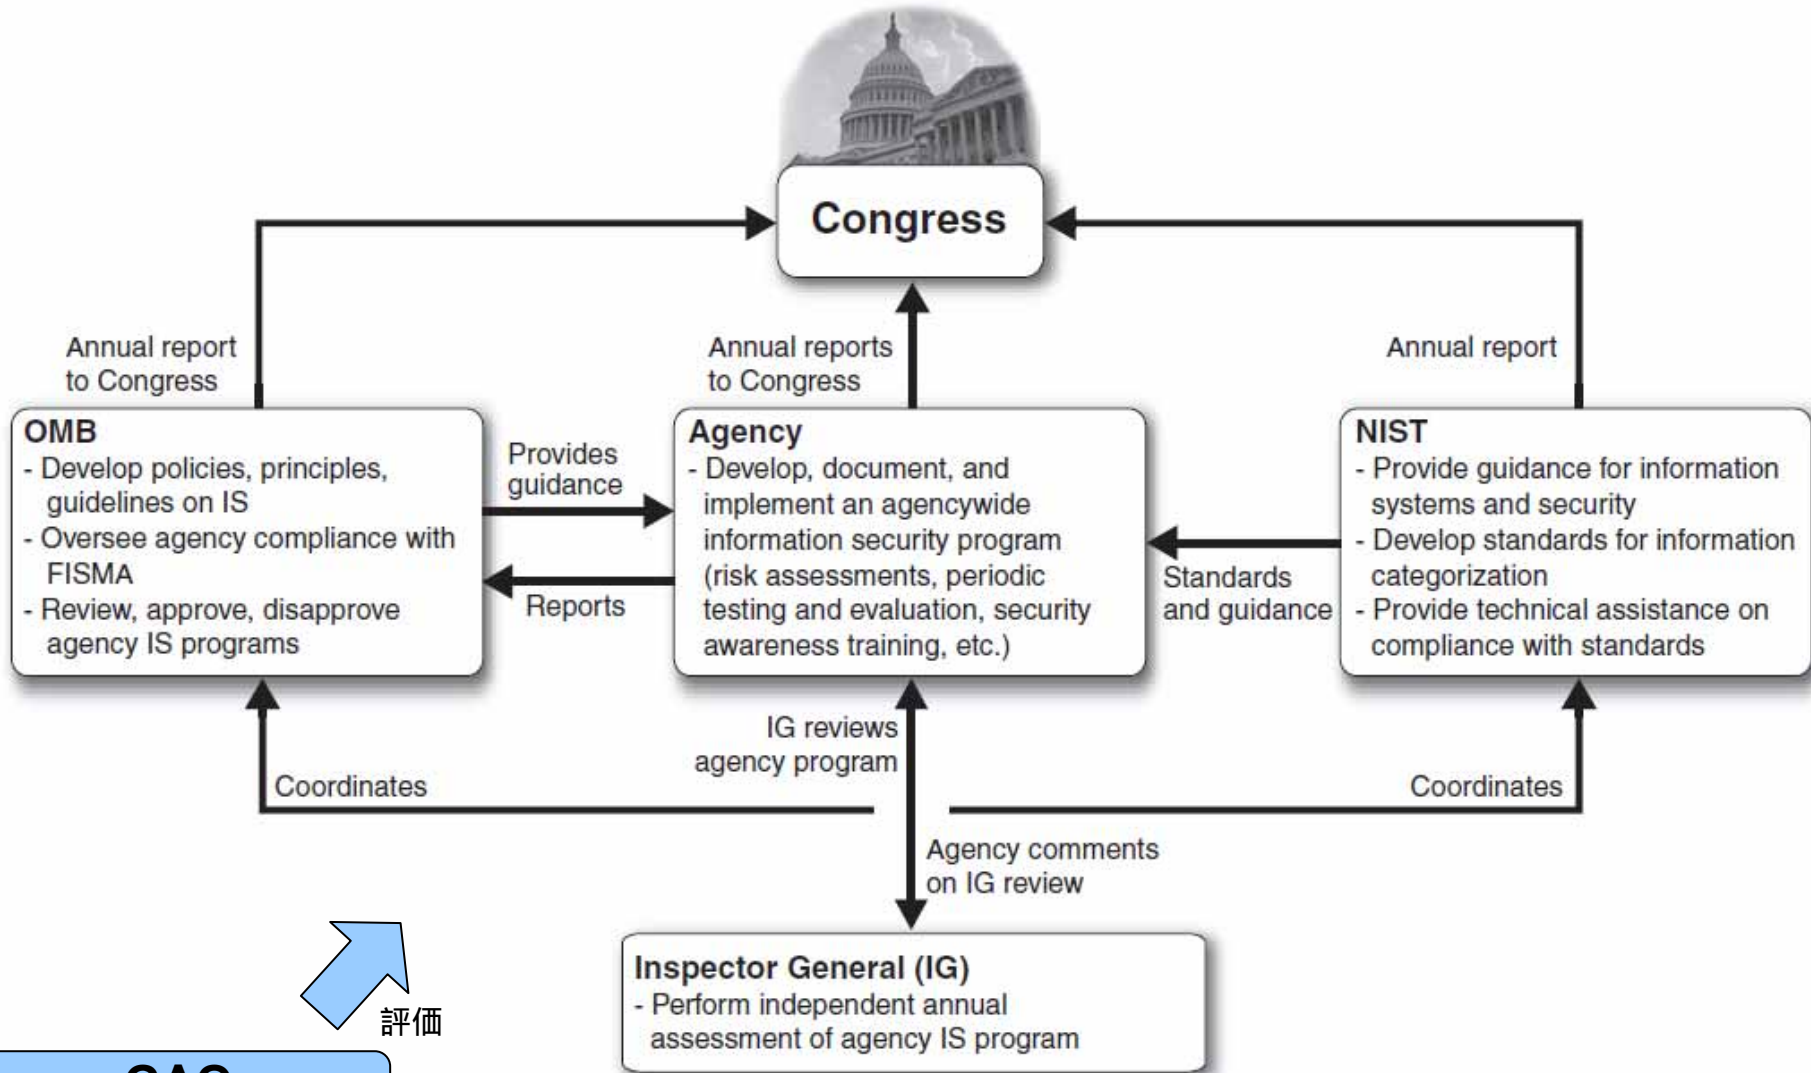 Congress
Annual report
to Congress
Annual reports
to Congress
Annual report
OMB
- Develop policies, principles,
guidelines on IS
- Oversee agency compliance with
FISMA
- Review, approve, disapprove
agency IS programs
Provides
guidance
Reports
Agency
- Develop, document, and
implement an agencywide
information security program
(risk assessments, periodic
testing and evaluation, security
awareness training, etc.)
Standards
and guidance
NIST
- Provide guidance for information
systems and security
- Develop standards for information
categorization
- Provide technical assistance on
compliance with standards
IG reviews
agency program
Coordinates
Coordinates
Agency comments
on IG review
評価
Inspector General (IG)
- Perform independent annual
assessment of agency IS program